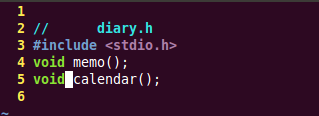 1
2 //      diary.h
3 #include <stdio.h>
4 void memo();
5 void calendar();
6
~